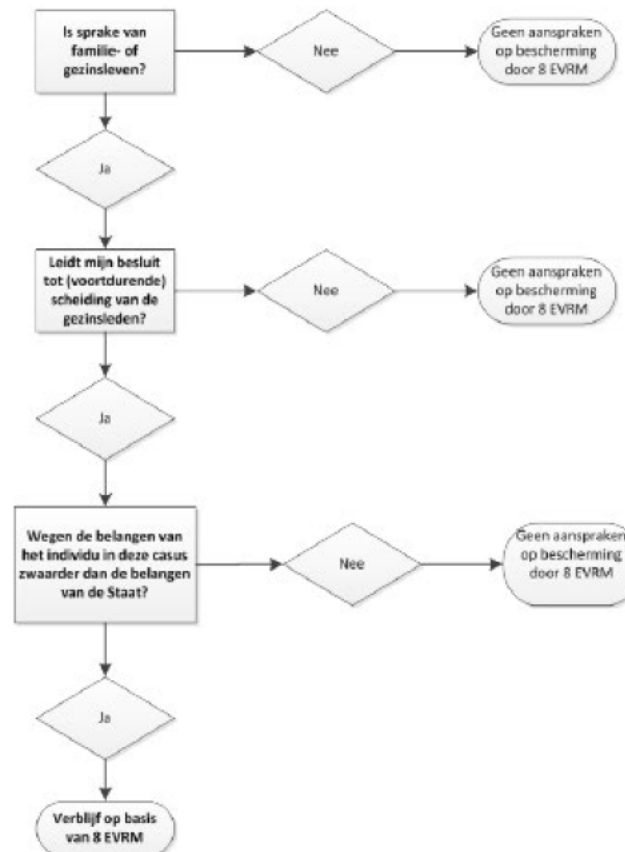 Is sprake van
familie- of
gezinsleven?
Nee
Geen aanspraken
op bescherming
door 8 EVRM
Ja
Leidt mijn besluit
tot (voortdurende)
scheiding van de
gezinsleden?
Nee
Geen aanspraken
op bescherming
door 8 EVRM
Ja
Wegen de belangen van
het individu in deze casus
zwaarder dan de belangen
van de Staat?
Nee
Geen aanspraken
op bescherming
door 8 EVRM
Ja
Verblijf op basis
van 8 EVRM